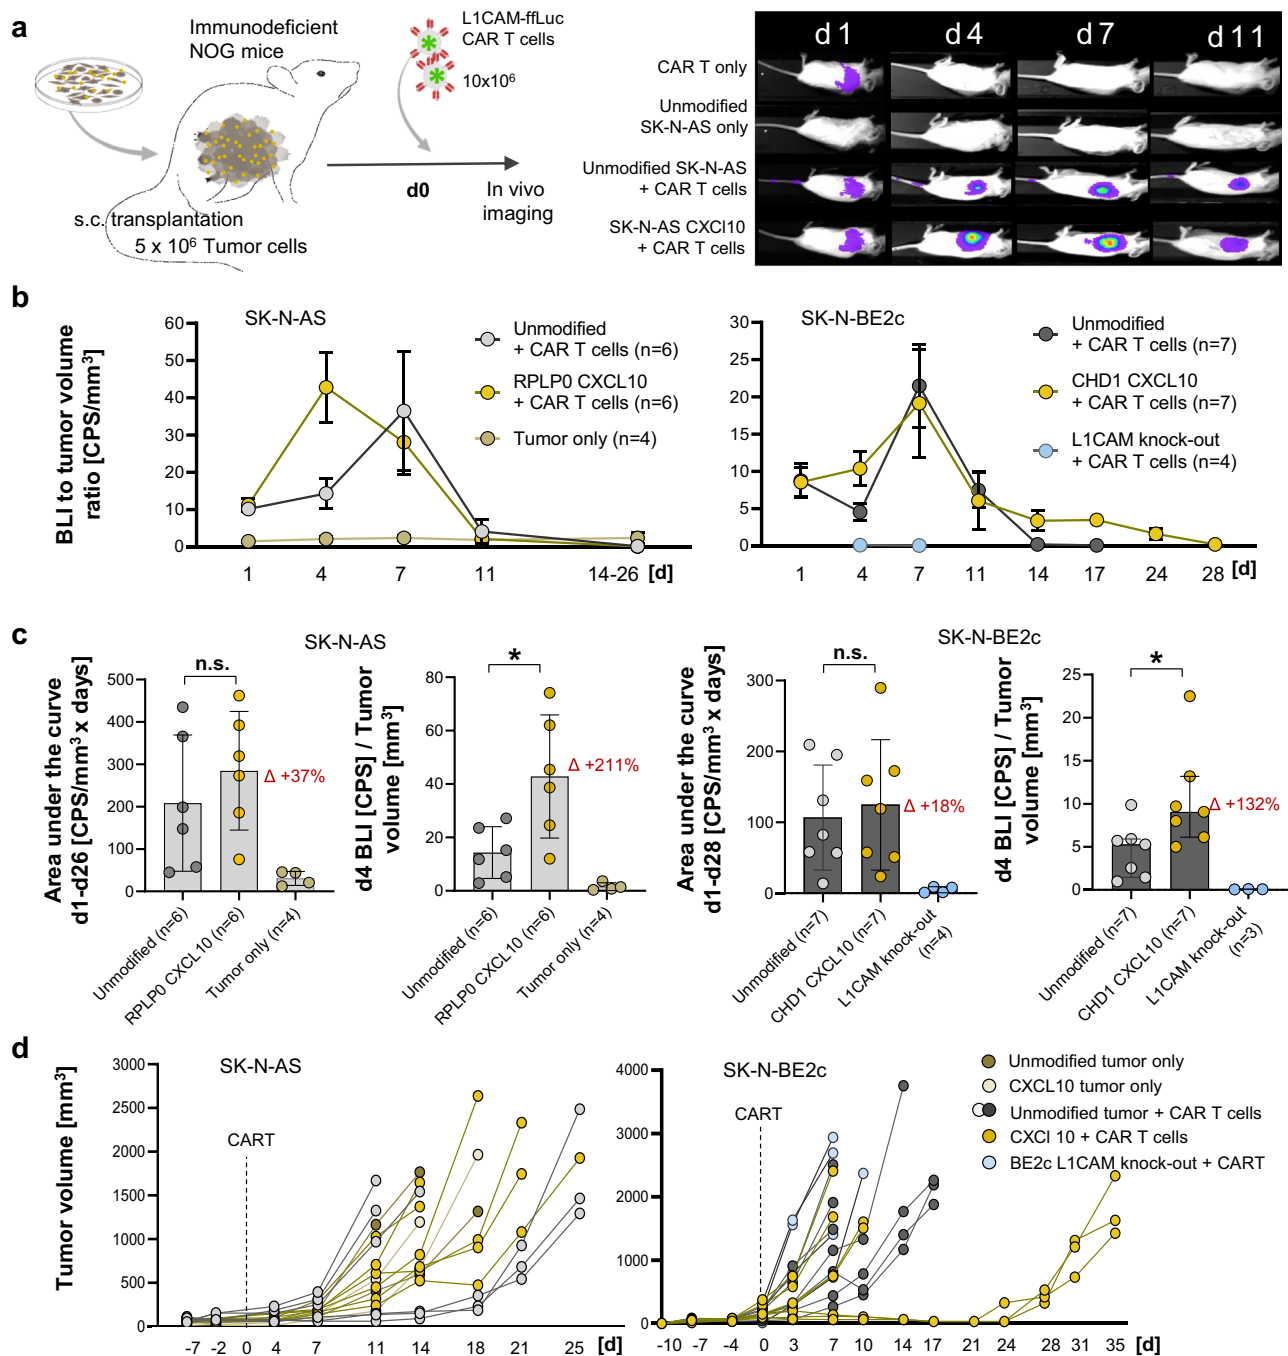 a
Immunodeficient
NOG mice
L1CAM-ffLuc
CAR T cells
10x10⁶
d0
In vivo
imaging
s.c. transplantation
5 x 10⁶ Tumor cells
d 1 d 4 d 7 d 11
CAR T only
Unmodified
SK-N-AS only
Unmodified SK-N-AS
+ CAR T cells
SK-N-AS CXCl10
+ CAR T cells
b
BLI to tumor volume
ratio [CPS/mm³]
SK-N-AS
60
50
40
30
20
10
0
1 4 7 11 14-26 [d]
Unmodified
+ CAR T cells (n=6)
RPLP0 CXCL10
+ CAR T cells (n=6)
Tumor only (n=4)
SK-N-BE2c
30
25
20
15
10
5
0
1 4 7 11 14 17 24 28 [d]
Unmodified
+ CAR T cells (n=7)
CHD1 CXCL10
+ CAR T cells (n=7)
L1CAM knock-out
+ CAR T cells (n=4)
c
SK-N-AS
Area under the curve
d1-d26 [CPS/mm³ x days]
500
400
300
200
100
0
n.s.
Δ +37%
Unmodified (n=6)
RPLP0 CXCL10 (n=6)
Tumor only (n=4)
d4 BLI [CPS] / Tumor
volume [mm³]
80
60
40
20
0
*
Δ +211%
Unmodified (n=6)
RPLP0 CXCL10 (n=6)
Tumor only (n=4)
SK-N-BE2c
Area under the curve
d1-d28 [CPS/mm³ x days]
300
200
100
0
n.s.
Δ +18%
Unmodified (n=7)
CHD1 CXCL10 (n=7)
L1CAM knock-out
(n=4)
d4 BLI [CPS] / Tumor
volume [mm³]
25
20
15
10
5
0
*
Δ +132%
Unmodified (n=7)
CHD1 CXCL10 (n=7)
L1CAM knock-out
(n=3)
d
Tumor volume [mm³]
SK-N-AS
3000
2500
2000
1500
1000
500
0
CART
-7 -2 0 4 7 11 14 18 21 25 [d]
SK-N-BE2c
4000
3000
2000
1000
0
CART
-10 -7 -4 0 3 7 10 14 17 21 24 28 31 35 [d]
Unmodified tumor only
CXCL10 tumor only
Unmodified tumor + CAR T cells
CXCl 10 + CAR T cells
BE2c L1CAM knock-out + CART